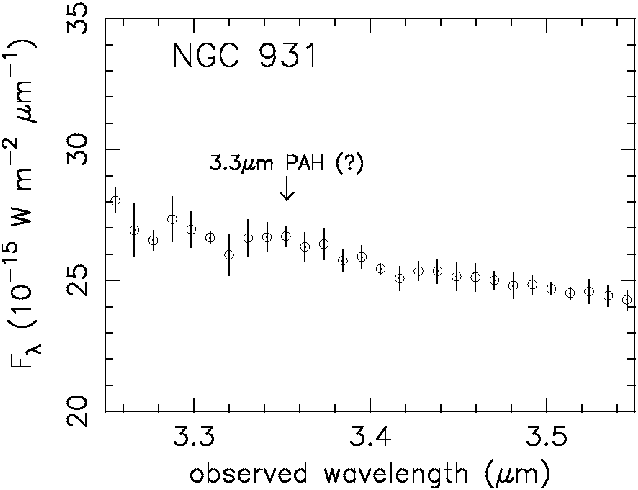 NGC 931
3.3μm PAH (?)
35
30
25
20
F_λ (10^−15 W m^−2 μm^−1)
3.3 3.4 3.5
observed wavelength (μm)